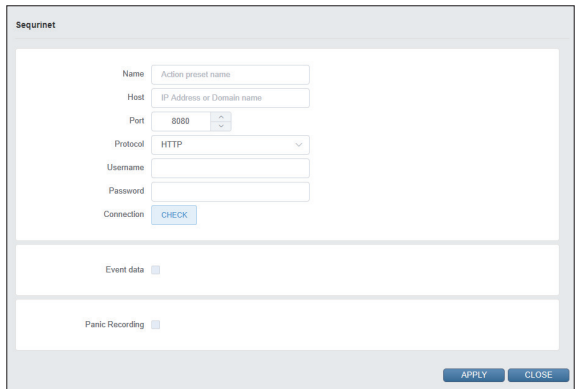 Sequrinet
Name Action preset name
Host IP Address or Domain name
Port 8080
Protocol HTTP
Username
Password
Connection CHECK
Event data
Panic Recording
APPLY CLOSE